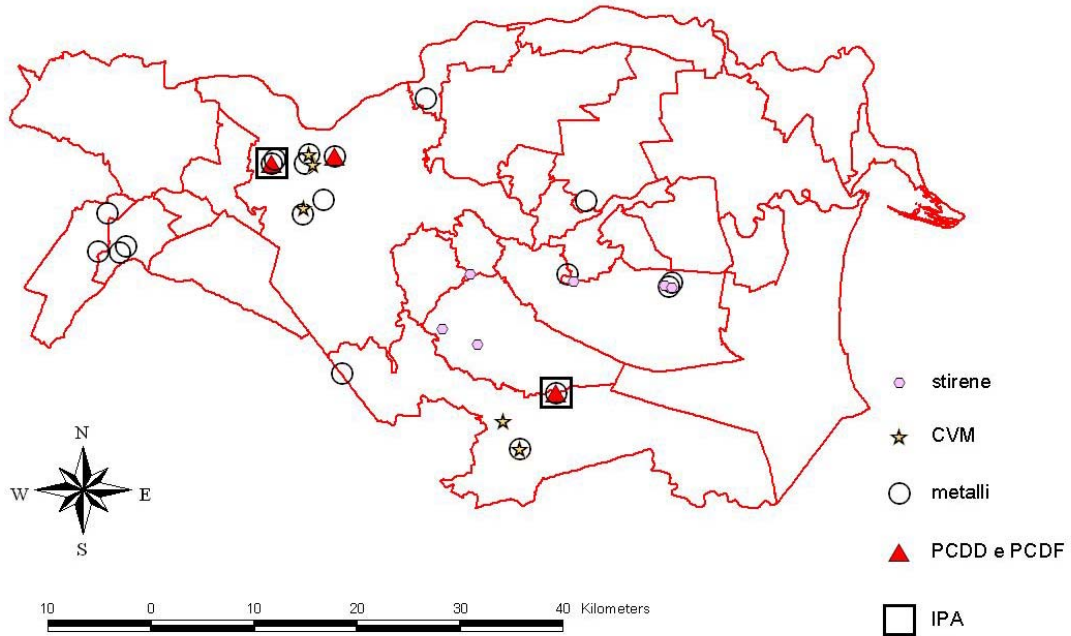 stirene
CVM
metalli
PCDD e PCDF
IPA
N
W E
S
10 0 10 20 30 40 Kilometers